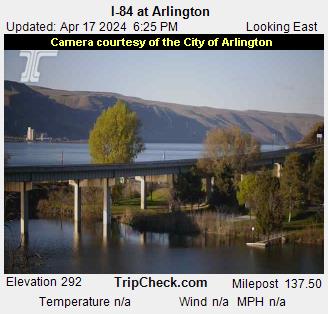 I-84 at Arlington
Updated: Apr 17 2024 6:25 PM Looking East
Camera courtesy of the City of Arlington
Elevation 292 TripCheck.com Milepost 137.50
Temperature n/a Wind n/a MPH n/a